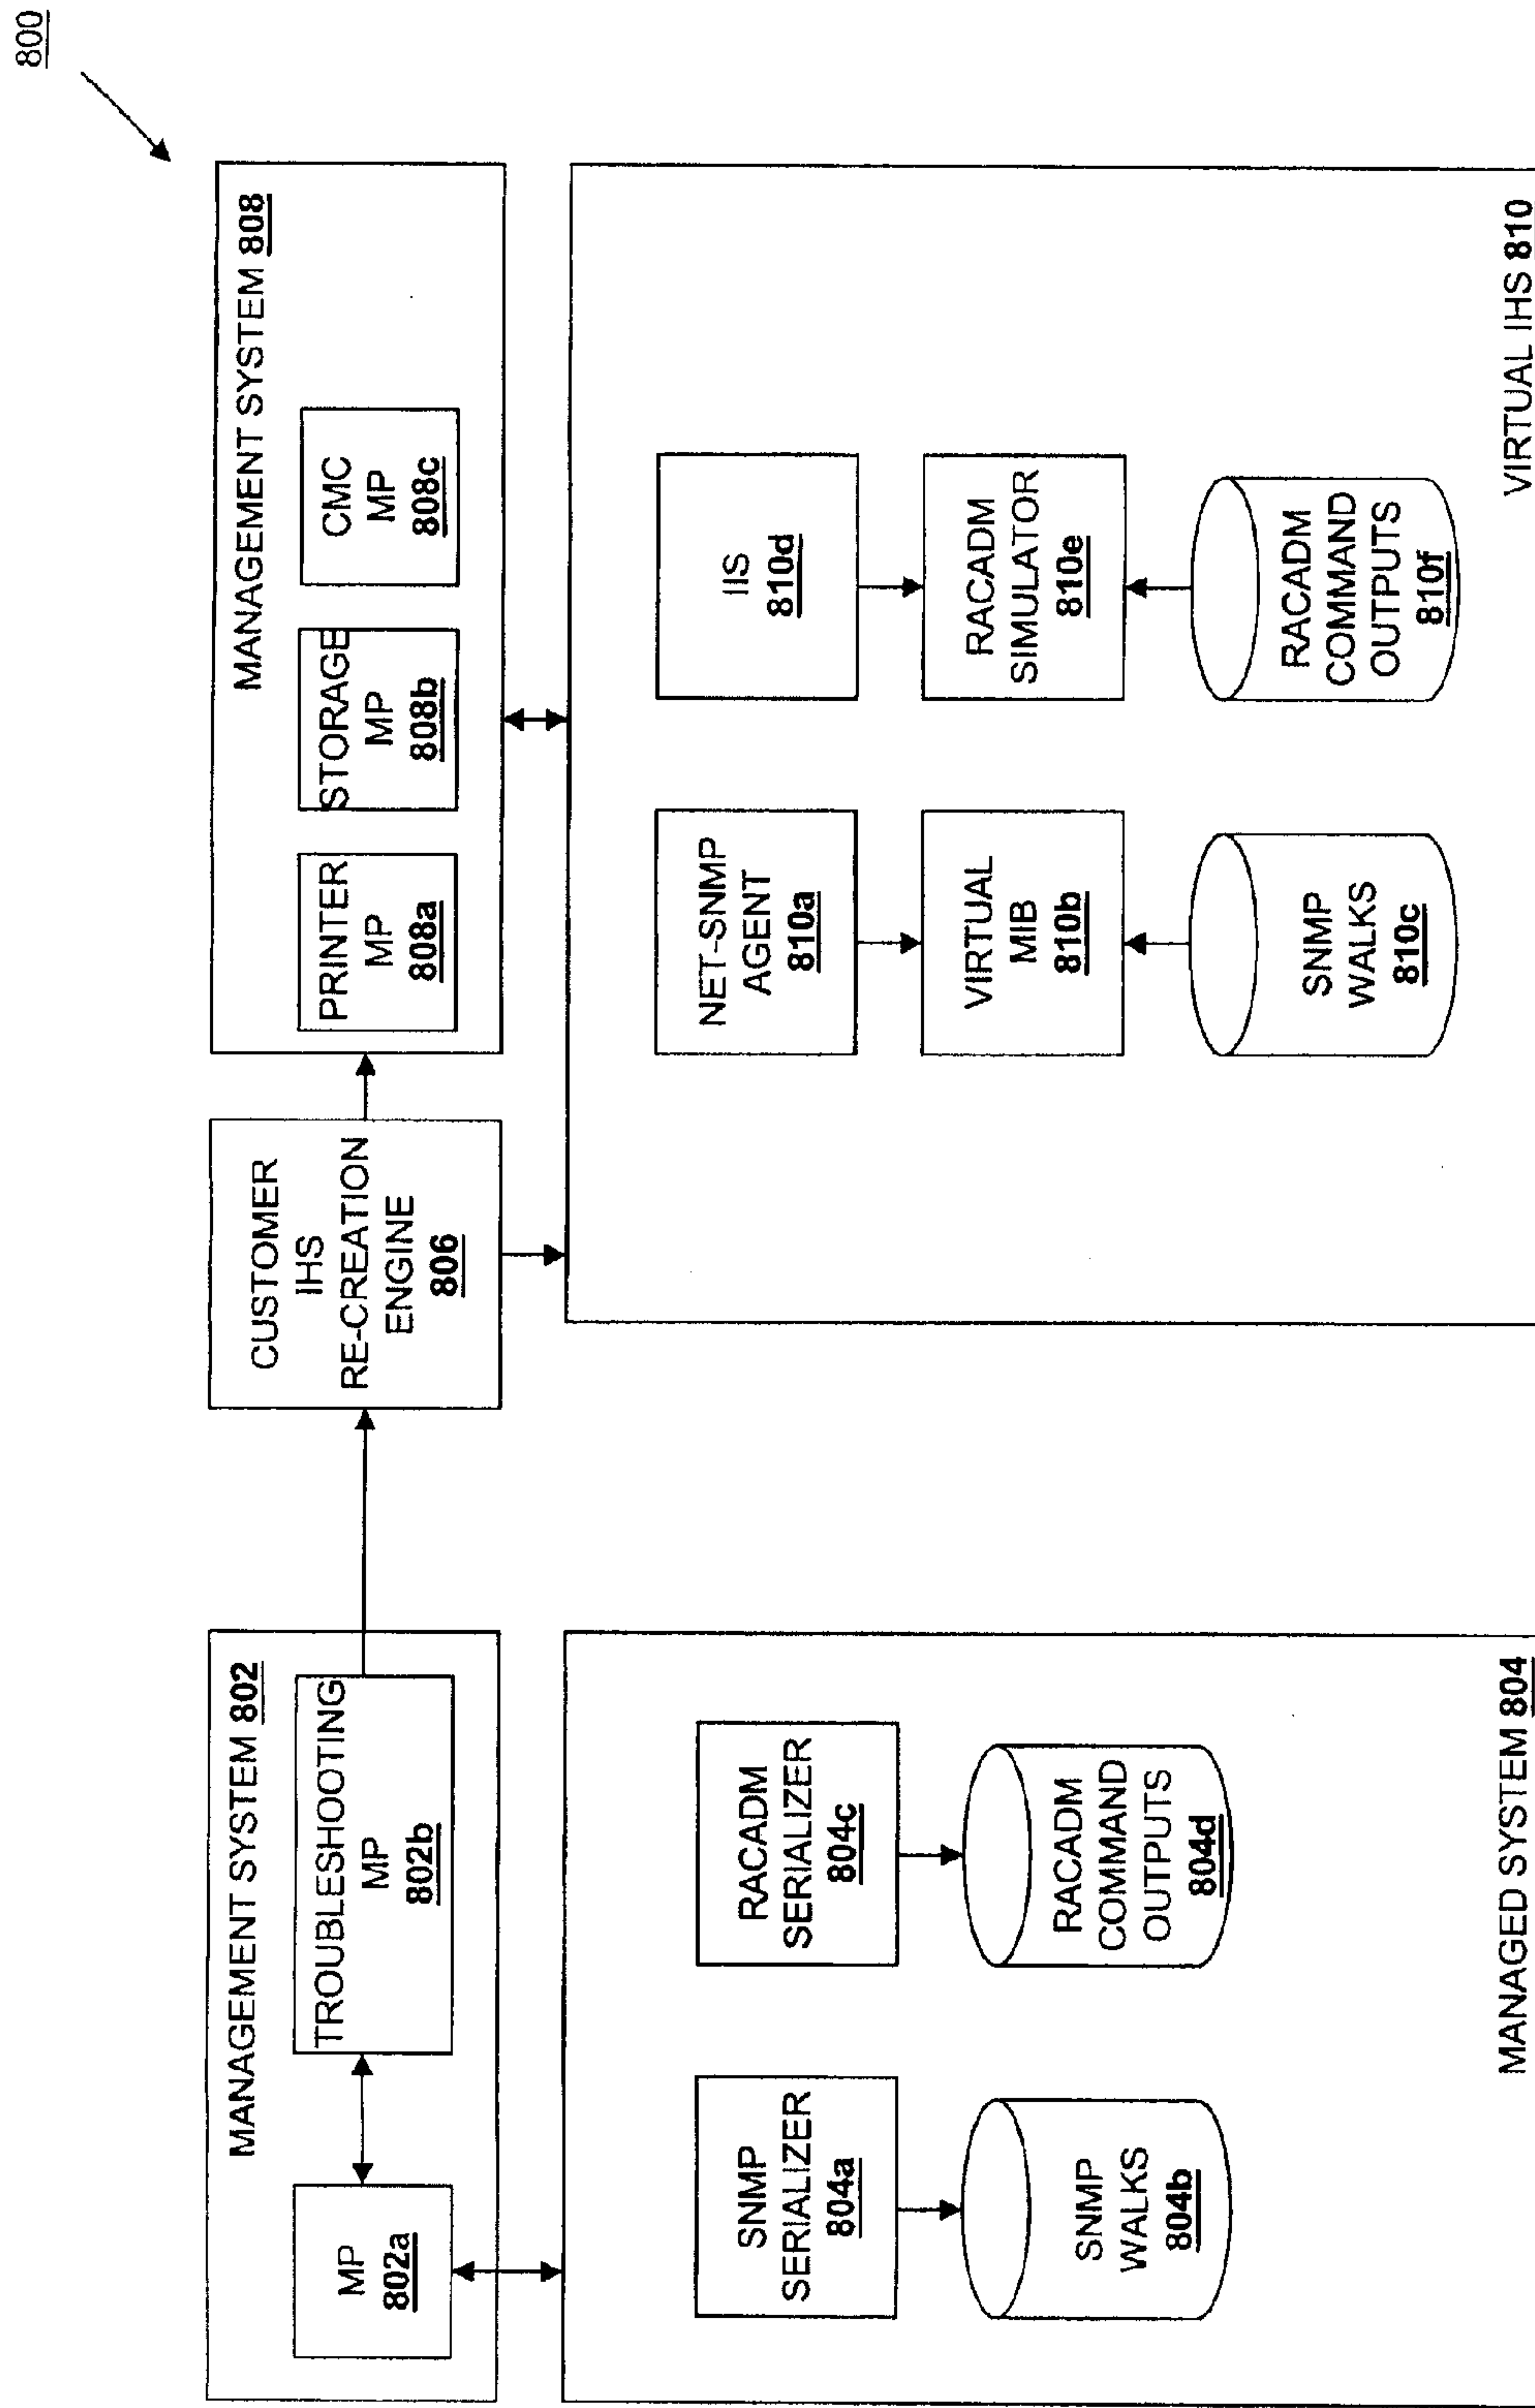 800
MANAGEMENT SYSTEM 802
MP
802a
TROUBLESHOOTING
MP
802b
CUSTOMER
IHS
RE-CREATION
ENGINE
806
MANAGEMENT SYSTEM 808
PRINTER
MP
808a
STORAGE
MP
808b
CMC
MP
808c
SNMP
SERIALIZER
804a
RACADM
SERIALIZER
804c
SNMP
WALKS
804b
RACADM
COMMAND
OUTPUTS
804d
MANAGED SYSTEM 804
NET-SNMP
AGENT
810a
IIS
810d
VIRTUAL
MIB
810b
RACADM
SIMULATOR
810e
SNMP
WALKS
810c
RACADM
COMMAND
OUTPUTS
810f
VIRTUAL IHS 810